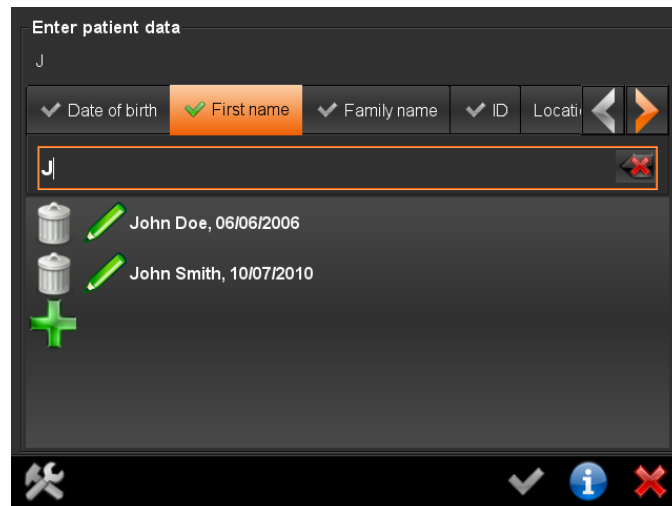 Enter patient data
J
Date of birth First name Family name ID Locati
J
John Doe, 06/06/2006
John Smith, 10/07/2010